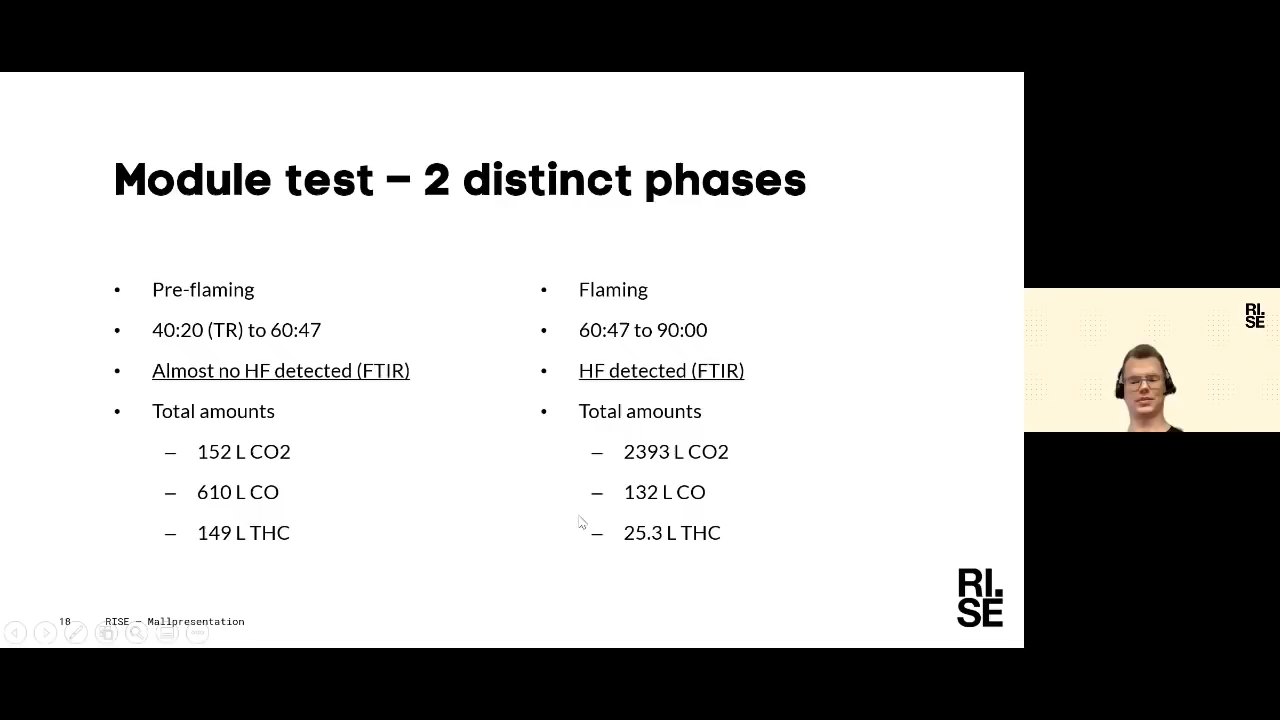 Module test – 2 distinct phases
• Pre-flaming
• 40:20 (TR) to 60:47
• Almost no HF detected (FTIR)
• Total amounts
– 152 L CO2
– 610 L CO
– 149 L THC
• Flaming
• 60:47 to 90:00
• HF detected (FTIR)
• Total amounts
– 2393 L CO2
– 132 L CO
– 25.3 L THC
18 RISE — Mallpresentation
RI.
SE
RI.
SE